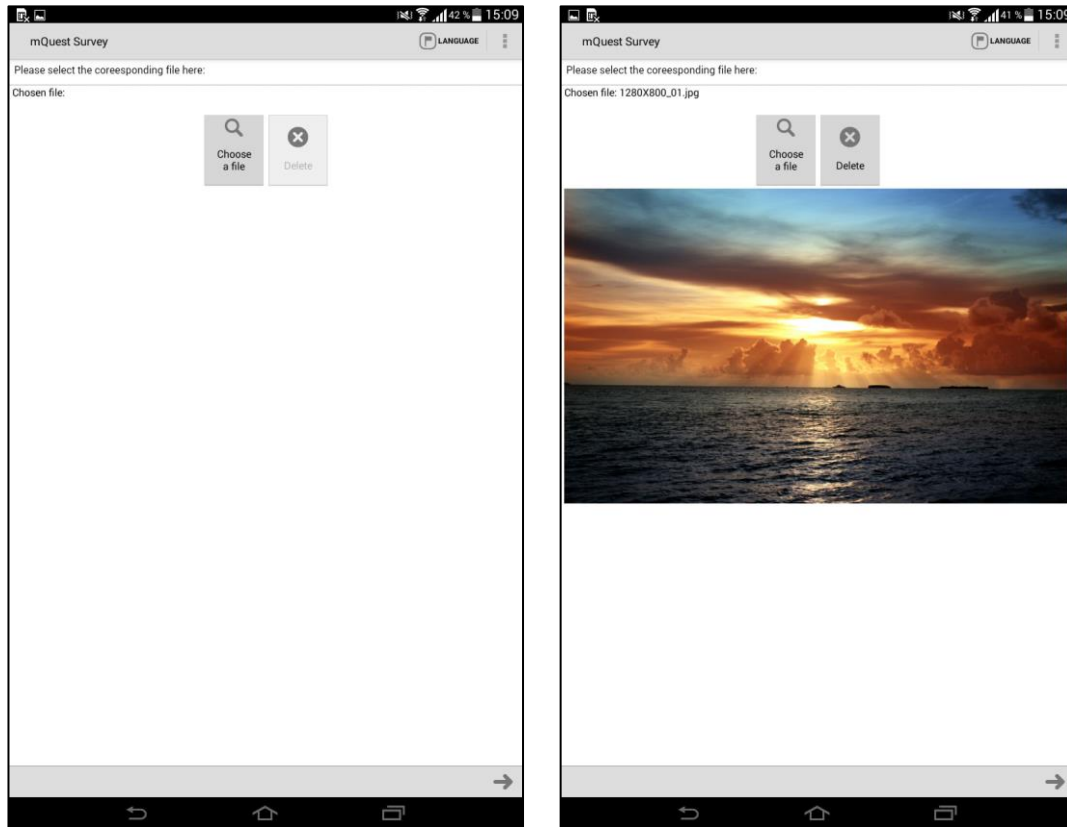 42 % 15:09
mQuest Survey LANGUAGE
Please select the coreesponding file here:
Chosen file:
Choose
a file
Delete
41 % 15:09
mQuest Survey LANGUAGE
Please select the coreesponding file here:
Chosen file: 1280X800_01.jpg
Choose
a file
Delete